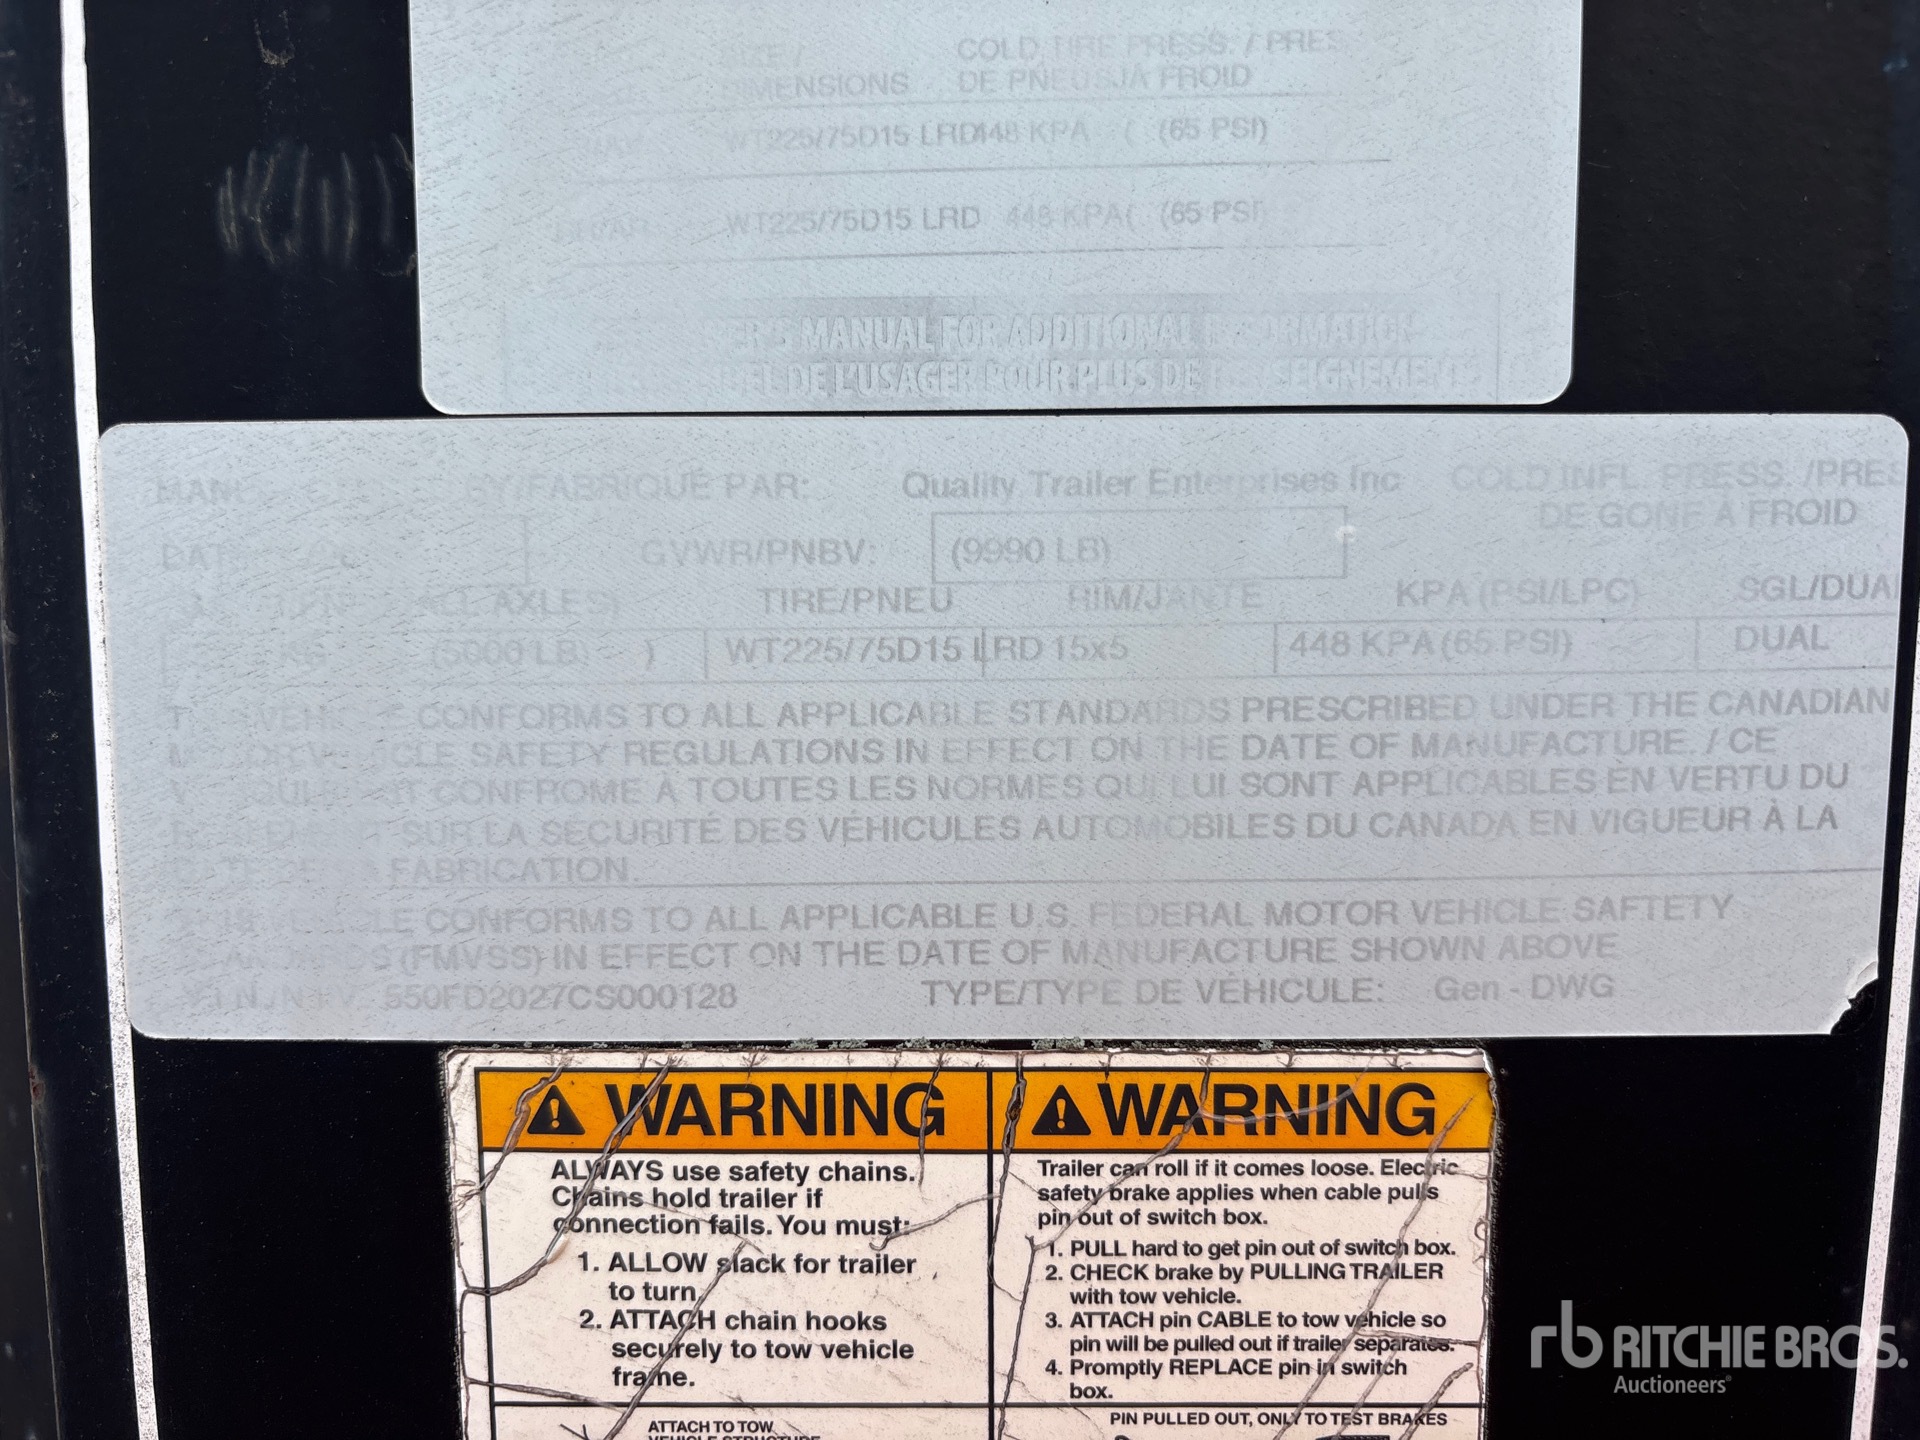 COLD TIRE PRESS. / PRES
DIMENSIONS DE PNEUSJA FROID
WT225/75D15 LRD448 KPA ( (65 PSI)
WT225/75D15 LRD 448 KPA( (65 PSI
MANUAL FOR ADDITIONAL INFORMATION
DE L'USAGER POUR PLUS DE RENSEIGNEMENTS
BY/FABRIQUÉ PAR: Quality Trailer Enterprises Inc COLD INFL. PRESS. /PRES
DE GONF A FROID
GVWR/PNBV: (9990 LB)
ALL AXLES) TIRE/PNEU RIM/JANTE KPA (PSI/LPC) SGL/DUAL
KG (5000 LB) ) WT225/75D15 LRD 15x5 448 KPA (65 PSI) DUAL
VEHICLE CONFORMS TO ALL APPLICABLE STANDARDS PRESCRIBED UNDER THE CANADIAN
VEHICLE SAFETY REGULATIONS IN EFFECT ON THE DATE OF MANUFACTURE. / CE
CONFROME À TOUTES LES NORMES QUI LUI SONT APPLICABLES EN VERTU DU
SUR LA SÉCURITÉ DES VÉHICULES AUTOMOBILES DU CANADA EN VIGUEUR À LA
FABRICATION.
VEHICLE CONFORMS TO ALL APPLICABLE U.S. FEDERAL MOTOR VEHICLE SAFTETY
(FMVSS) IN EFFECT ON THE DATE OF MANUFACTURE SHOWN ABOVE
550FD2027CS000128 TYPE/TYPE DE VÉHICULE: Gen - DWG
WARNING
ALWAYS use safety chains.
Chains hold trailer if
connection fails. You must:
1. ALLOW slack for trailer
to turn.
2. ATTACH chain hooks
securely to tow vehicle
frame.
ATTACH TO TOW
VEHICLE STRUCTURE
WARNING
Trailer can roll if it comes loose. Electric
safety brake applies when cable pulls
pin out of switch box.
1. PULL hard to get pin out of switch box.
2. CHECK brake by PULLING TRAILER
with tow vehicle.
3. ATTACH pin CABLE to tow vehicle so
pin will be pulled out if trailer separates.
4. Promptly REPLACE pin in switch
box.
PIN PULLED OUT, ONLY TO TEST BRAKES
rb RITCHIE BROS.
Auctioneers